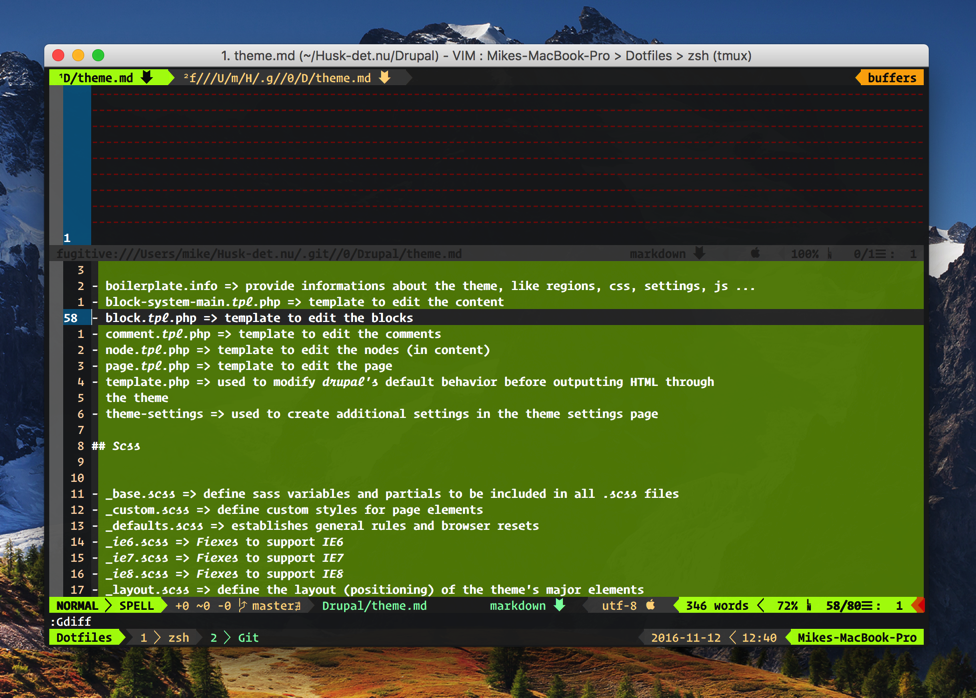 1. theme.md (~/Husk-det.nu/Drupal) - VIM : Mikes-MacBook-Pro > Dotfiles > zsh (tmux)
¹D/theme.md ²f///U/m/H/.g//0/D/theme.md buffers
1
fugitive:///Users/mike/Husk-det.nu/.git//0/Drupal/theme.md markdown 100% 0/1☰ : 1
3
2 - boilerplate.info => provide informations about the theme, like regions, css, settings, js ...
1 - block-system-main.tpl.php => template to edit the content
58 - block.tpl.php => template to edit the blocks
1 - comment.tpl.php => template to edit the comments
2 - node.tpl.php => template to edit the nodes (in content)
3 - page.tpl.php => template to edit the page
4 - template.php => used to modify drupal's default behavior before outputting HTML through
5 the theme
6 - theme-settings => used to create additional settings in the theme settings page
7
8 ## Scss
9
10
11 - _base.scss => define sass variables and partials to be included in all .scss files
12 - _custom.scss => define custom styles for page elements
13 - _defaults.scss => establishes general rules and browser resets
14 - _ie6.scss => Fiexes to support IE6
15 - _ie7.scss => Fiexes to support IE7
16 - _ie8.scss => Fiexes to support IE8
17 - _layout.scss => define the layout (positioning) of the theme's major elements
NORMAL SPELL +0 ~0 -0 master Drupal/theme.md markdown utf-8 346 words 72% 58/80☰ : 1
:Gdiff
Dotfiles 1 zsh 2 Git 2016-11-12 12:40 Mikes-MacBook-Pro